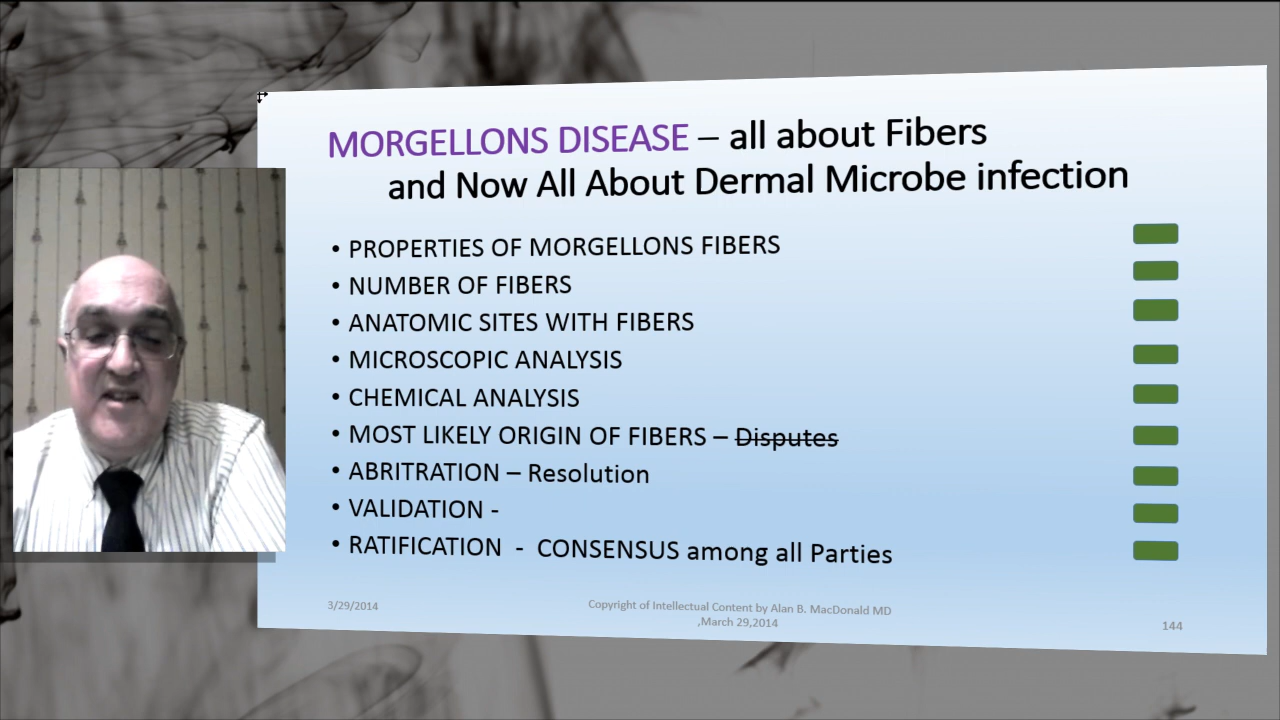 MORGELLONS DISEASE – all about Fibers
and Now All About Dermal Microbe infection
• PROPERTIES OF MORGELLONS FIBERS
• NUMBER OF FIBERS
• ANATOMIC SITES WITH FIBERS
• MICROSCOPIC ANALYSIS
• CHEMICAL ANALYSIS
• MOST LIKELY ORIGIN OF FIBERS – Disputes
• ABRITRATION – Resolution
• VALIDATION -
• RATIFICATION - CONSENSUS among all Parties
3/29/2014
Copyright of Intellectual Content by Alan B. MacDonald MD
,March 29,2014
144